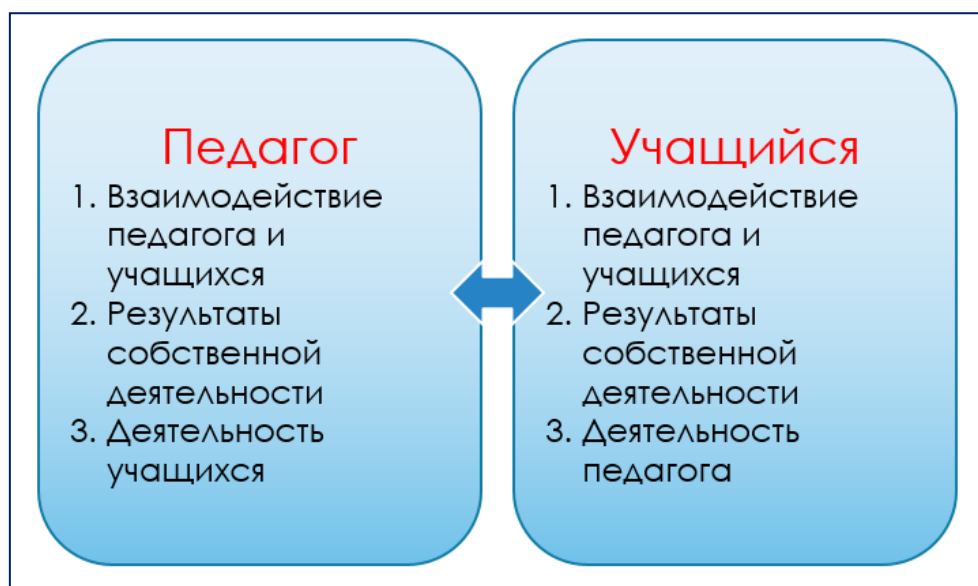 Педагог
1. Взаимодействие
педагога и
учащихся
2. Результаты
собственной
деятельности
3. Деятельность
учащихся
Учащийся
1. Взаимодействие
педагога и
учащихся
2. Результаты
собственной
деятельности
3. Деятельность
педагога